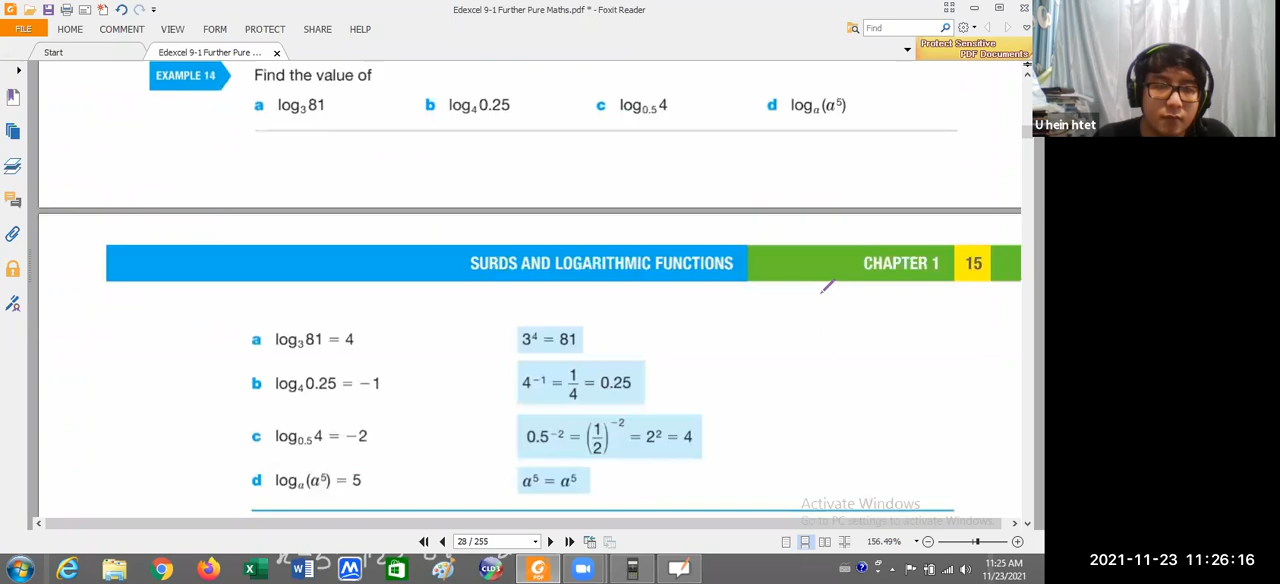 Edexcel 9-1 Further Pure Maths.pdf * - Foxit Reader
FILE HOME COMMENT VIEW FORM PROTECT SHARE HELP
Find
Start
Edexcel 9-1 Further Pure ...
Protect Sensitive
PDF Documents
U hein htet
EXAMPLE 14 Find the value of
a log₃81 b log₄0.25 c log₀.₅4 d logₐ(a⁵)
SURDS AND LOGARITHMIC FUNCTIONS CHAPTER 1 15
a log₃81 = 4 3⁴ = 81
b log₄0.25 = −1 4⁻¹ = 1/4 = 0.25
c log₀.₅4 = −2 0.5⁻² = (1/2)⁻² = 2² = 4
d logₐ(a⁵) = 5 a⁵ = a⁵
Activate Windows
Go to PC settings to activate Windows.
28 / 255
156.49%
CLD3
PDF
11:25 AM
11/23/2021
2021-11-23 11:26:16